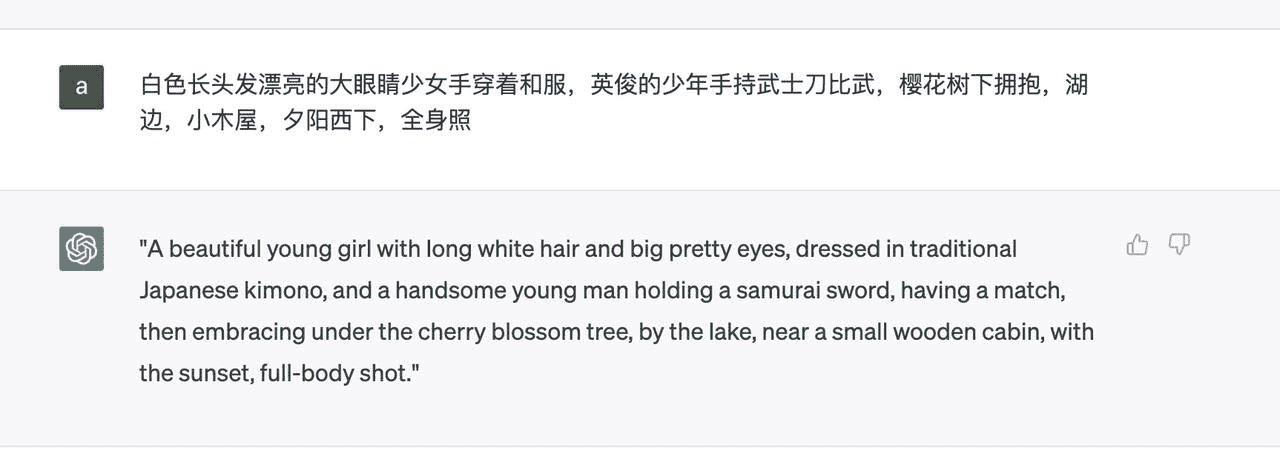 a
白色长头发漂亮的大眼睛少女手穿着和服，英俊的少年手持武士刀比武，樱花树下拥抱，湖
边，小木屋，夕阳西下，全身照
"A beautiful young girl with long white hair and big pretty eyes, dressed in traditional
Japanese kimono, and a handsome young man holding a samurai sword, having a match,
then embracing under the cherry blossom tree, by the lake, near a small wooden cabin, with
the sunset, full-body shot."